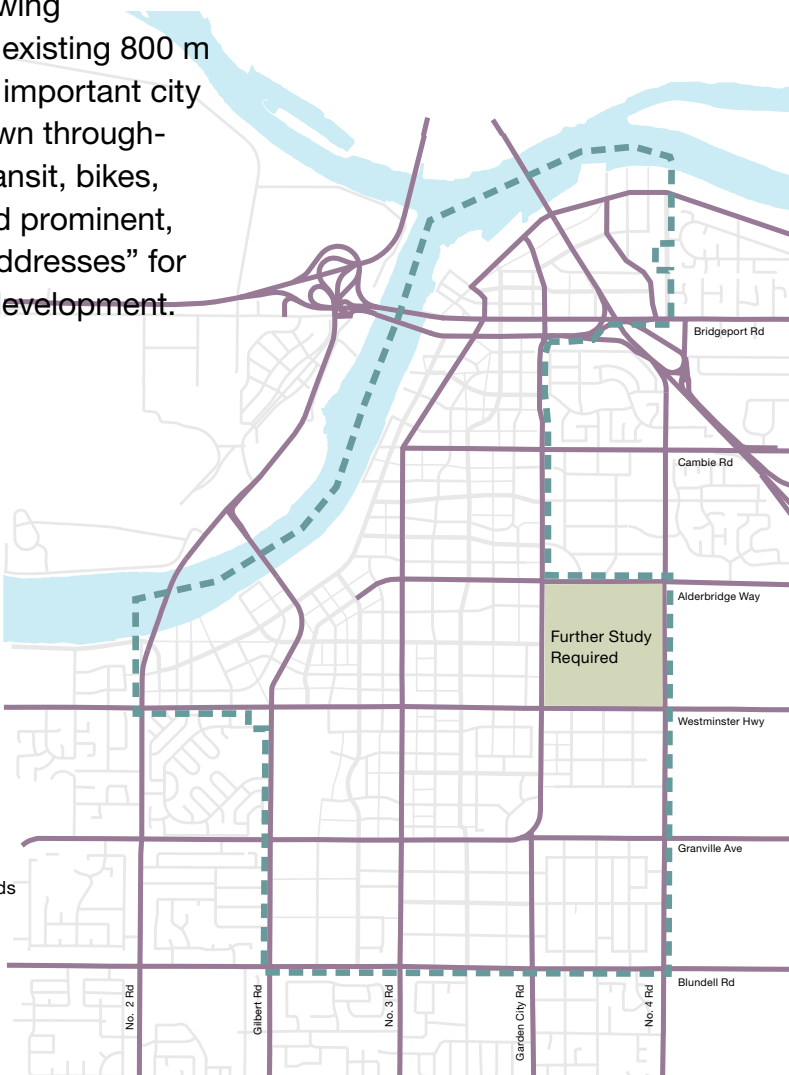 wing
existing 800 m
important city
wn through-
ansit, bikes,
d prominent,
ddresses” for
evelopment.
Bridgeport Rd
Cambie Rd
Alderbridge Way
Further Study
Required
Westminster Hwy
Granville Ave
ds
Blundell Rd
No. 2 Rd
Gilbert Rd
No. 3 Rd
Garden City Rd
No. 4 Rd